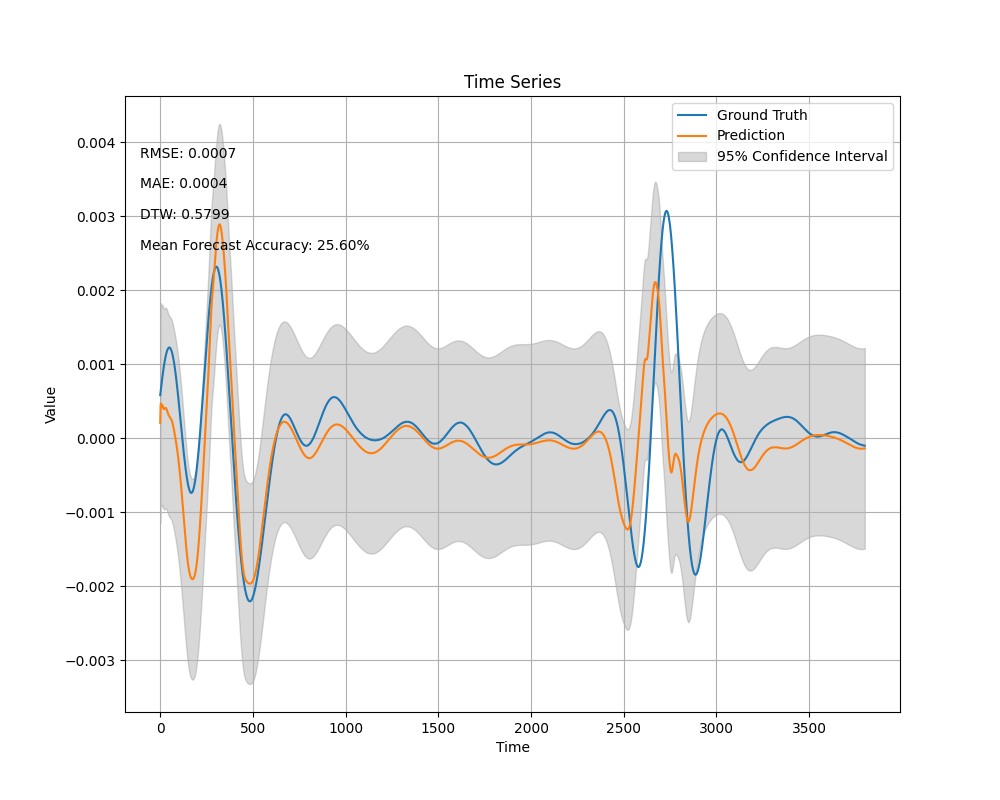 Time Series
Ground Truth
Prediction
95% Confidence Interval
RMSE: 0.0007
MAE: 0.0004
DTW: 0.5799
Mean Forecast Accuracy: 25.60%
Value
0.004
0.003
0.002
0.001
0.000
−0.001
−0.002
−0.003
0 500 1000 1500 2000 2500 3000 3500
Time